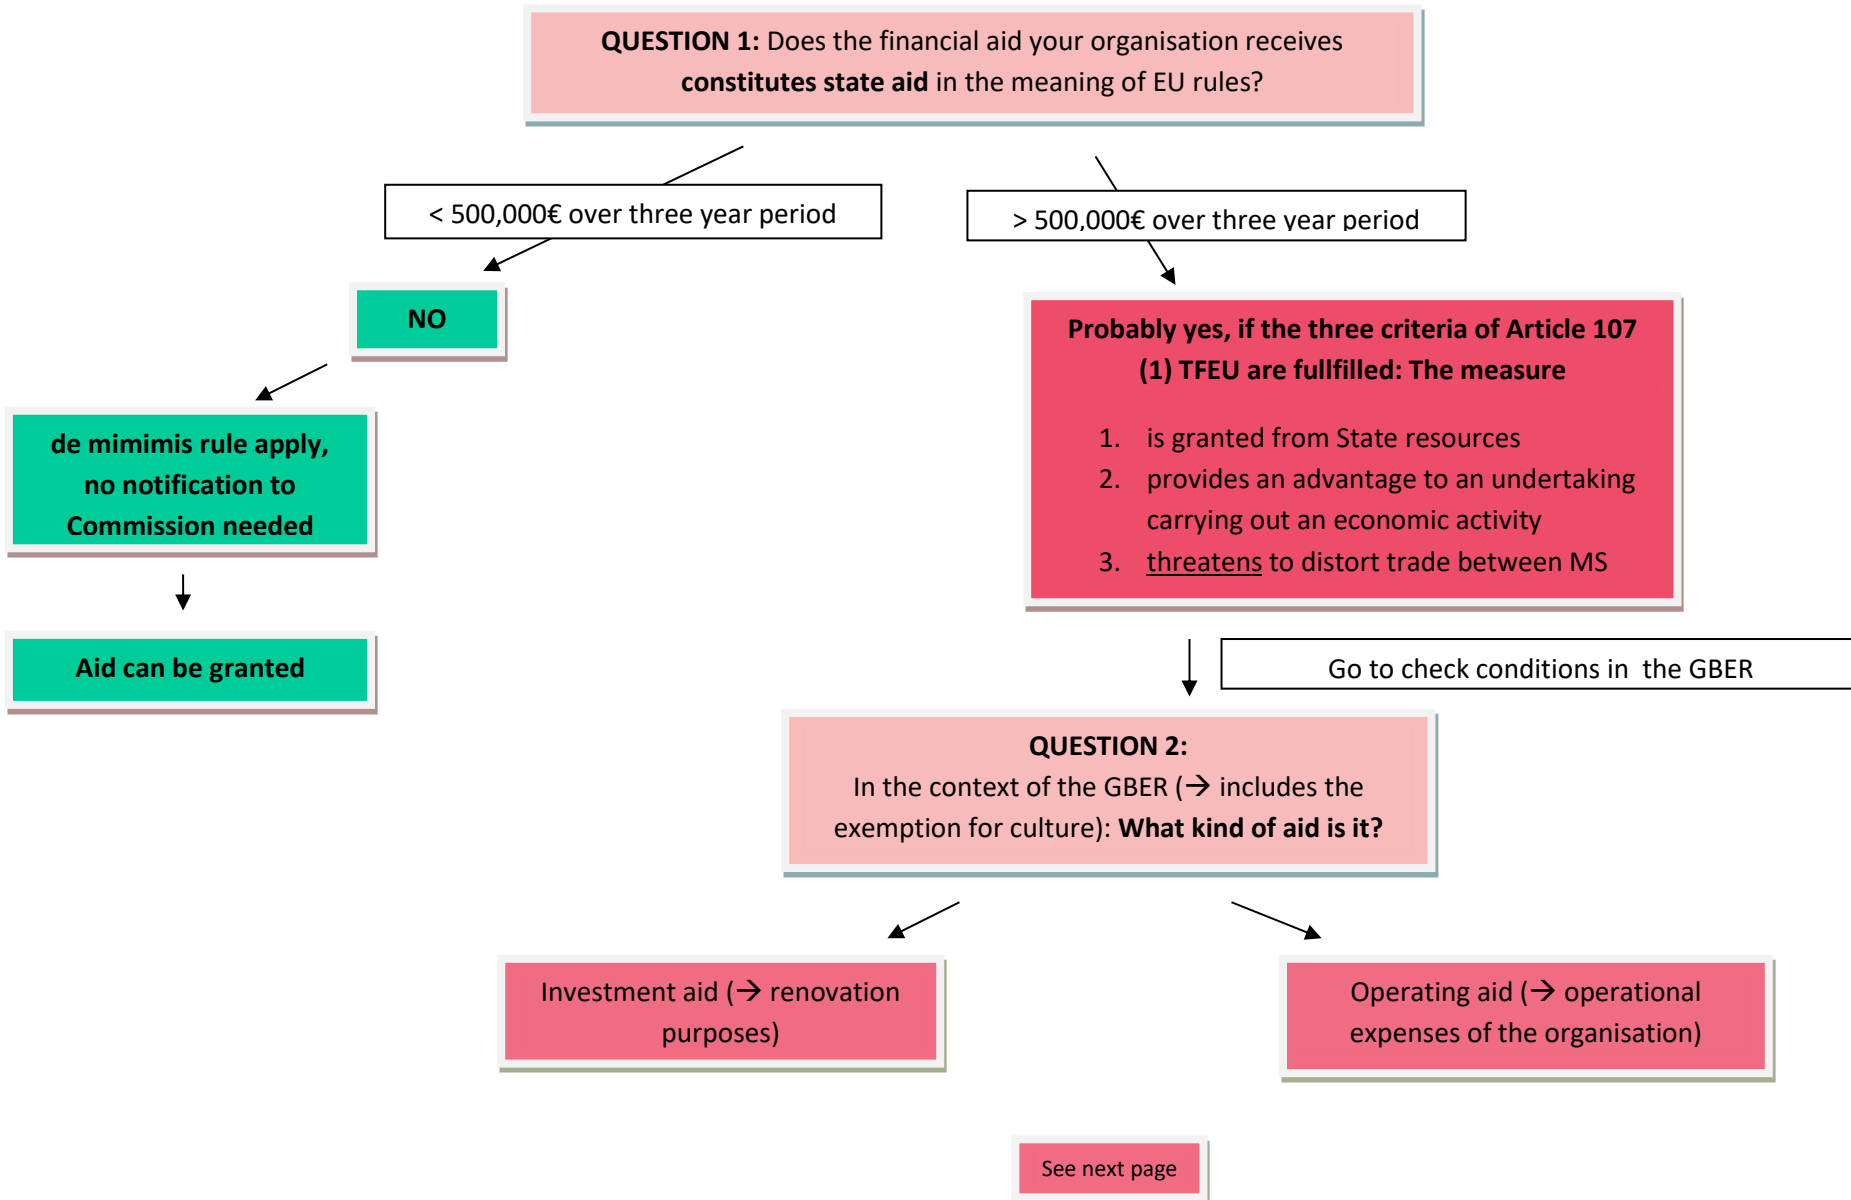 QUESTION 1: Does the financial aid your organisation receives
constitutes state aid in the meaning of EU rules?
< 500,000€ over three year period
> 500,000€ over three year period
NO
Probably yes, if the three criteria of Article 107
(1) TFEU are fullfilled: The measure
1. is granted from State resources
2. provides an advantage to an undertaking
carrying out an economic activity
3. threatens to distort trade between MS
de mimimis rule apply,
no notification to
Commission needed
Aid can be granted
Go to check conditions in the GBER
QUESTION 2:
In the context of the GBER (→ includes the
exemption for culture): What kind of aid is it?
Investment aid (→ renovation
purposes)
Operating aid (→ operational
expenses of the organisation)
See next page